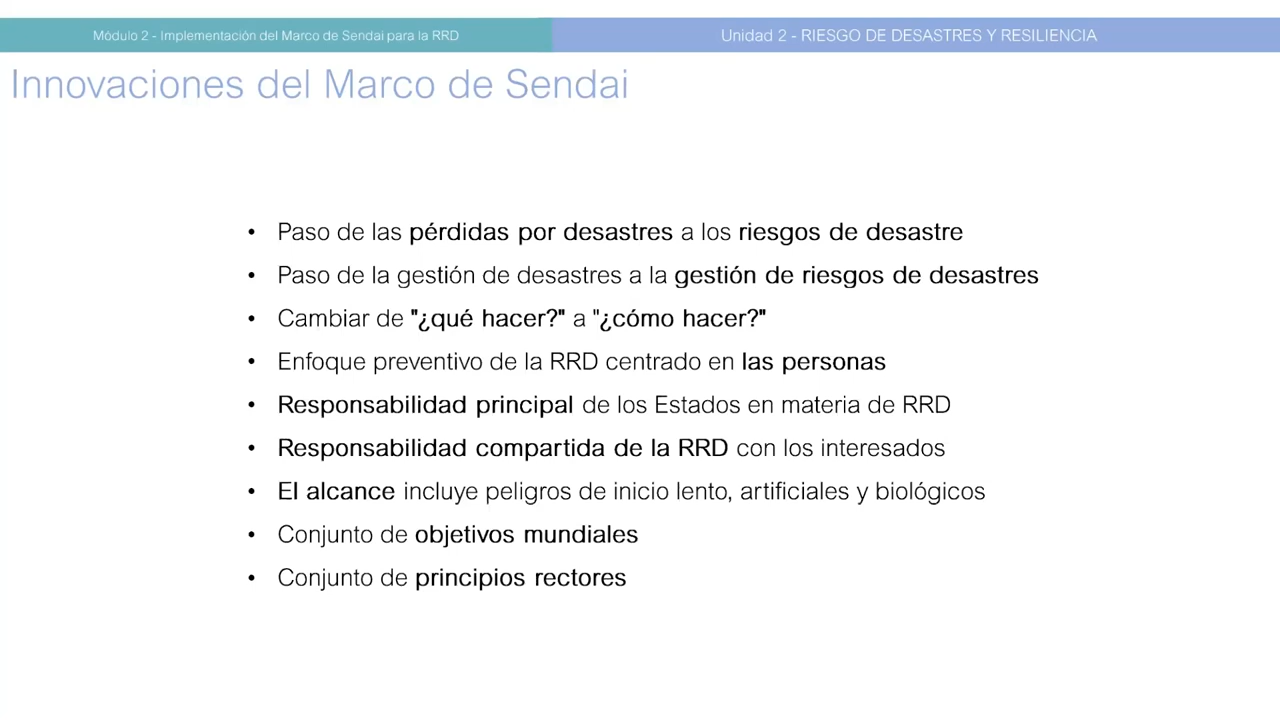 Módulo 2 - Implementación del Marco de Sendai para la RRD
Unidad 2 - RIESGO DE DESASTRES Y RESILIENCIA
Innovaciones del Marco de Sendai
• Paso de las pérdidas por desastres a los riesgos de desastre
• Paso de la gestión de desastres a la gestión de riesgos de desastres
• Cambiar de "¿qué hacer?" a "¿cómo hacer?"
• Enfoque preventivo de la RRD centrado en las personas
• Responsabilidad principal de los Estados en materia de RRD
• Responsabilidad compartida de la RRD con los interesados
• El alcance incluye peligros de inicio lento, artificiales y biológicos
• Conjunto de objetivos mundiales
• Conjunto de principios rectores